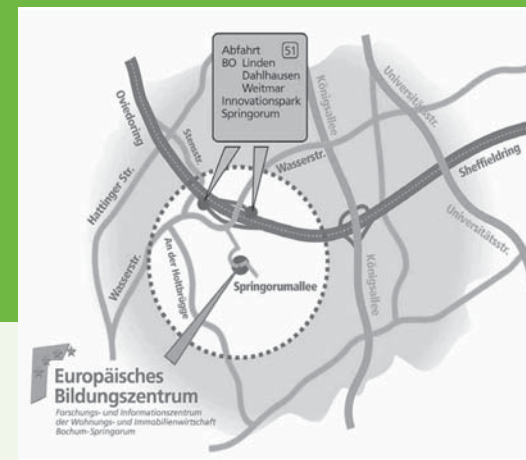 Abfahrt 51
BO Linden
Dahlhausen
Weitmar
Innovationspark
Springorum
Oviedoring
Stensstr.
Hattinger Str.
Wasserstr.
Königsallee
Universitätsstr.
Sheffieldring
Wasserstr.
An der Holtbrügge
Springorumallee
Königsallee
Universitätsstr.
Europäisches
Bildungszentrum
Forschungs- und Informationszentrum
der Wohnungs- und Immobilienwirtschaft
Bochum-Springorum